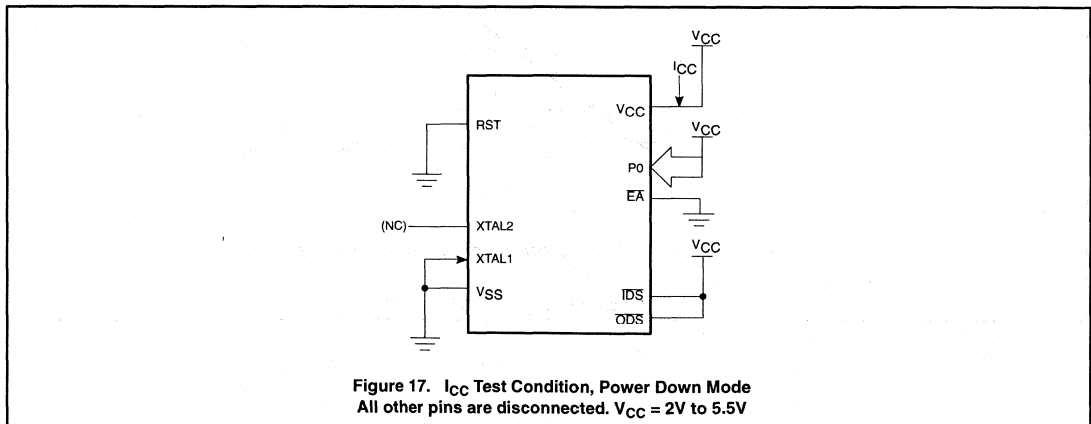 VCC
ICC
VCC
RST
VCC
P0
EA
(NC)
XTAL2
XTAL1
VCC
VSS
IDS
ODS
Figure 17. ICC Test Condition, Power Down Mode
All other pins are disconnected. VCC = 2V to 5.5V